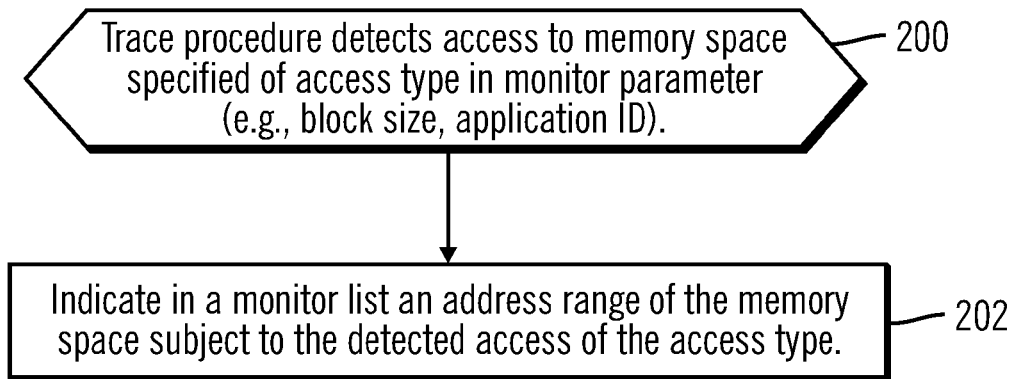 Trace procedure detects access to memory space
specified of access type in monitor parameter
(e.g., block size, application ID).
200
Indicate in a monitor list an address range of the memory
space subject to the detected access of the access type.
202